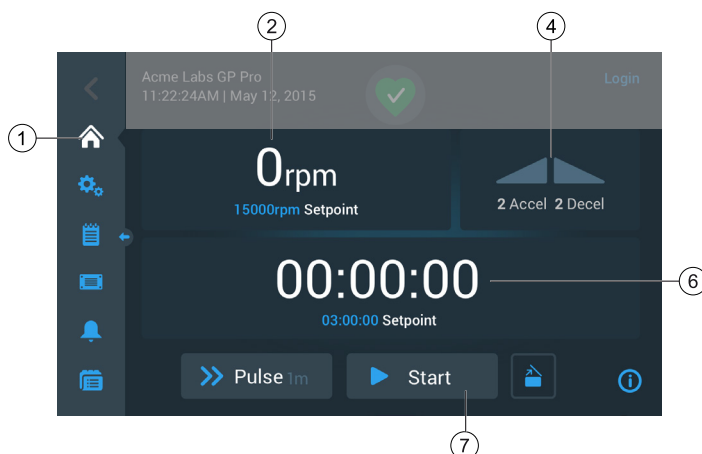 2
4
Acme Labs GP Pro
Login
11:22:24AM | May 12, 2015
1
0rpm
15000rpm Setpoint
2 Accel 2 Decel
00:00:00
6
03:00:00 Setpoint
Pulse 1m
Start
7